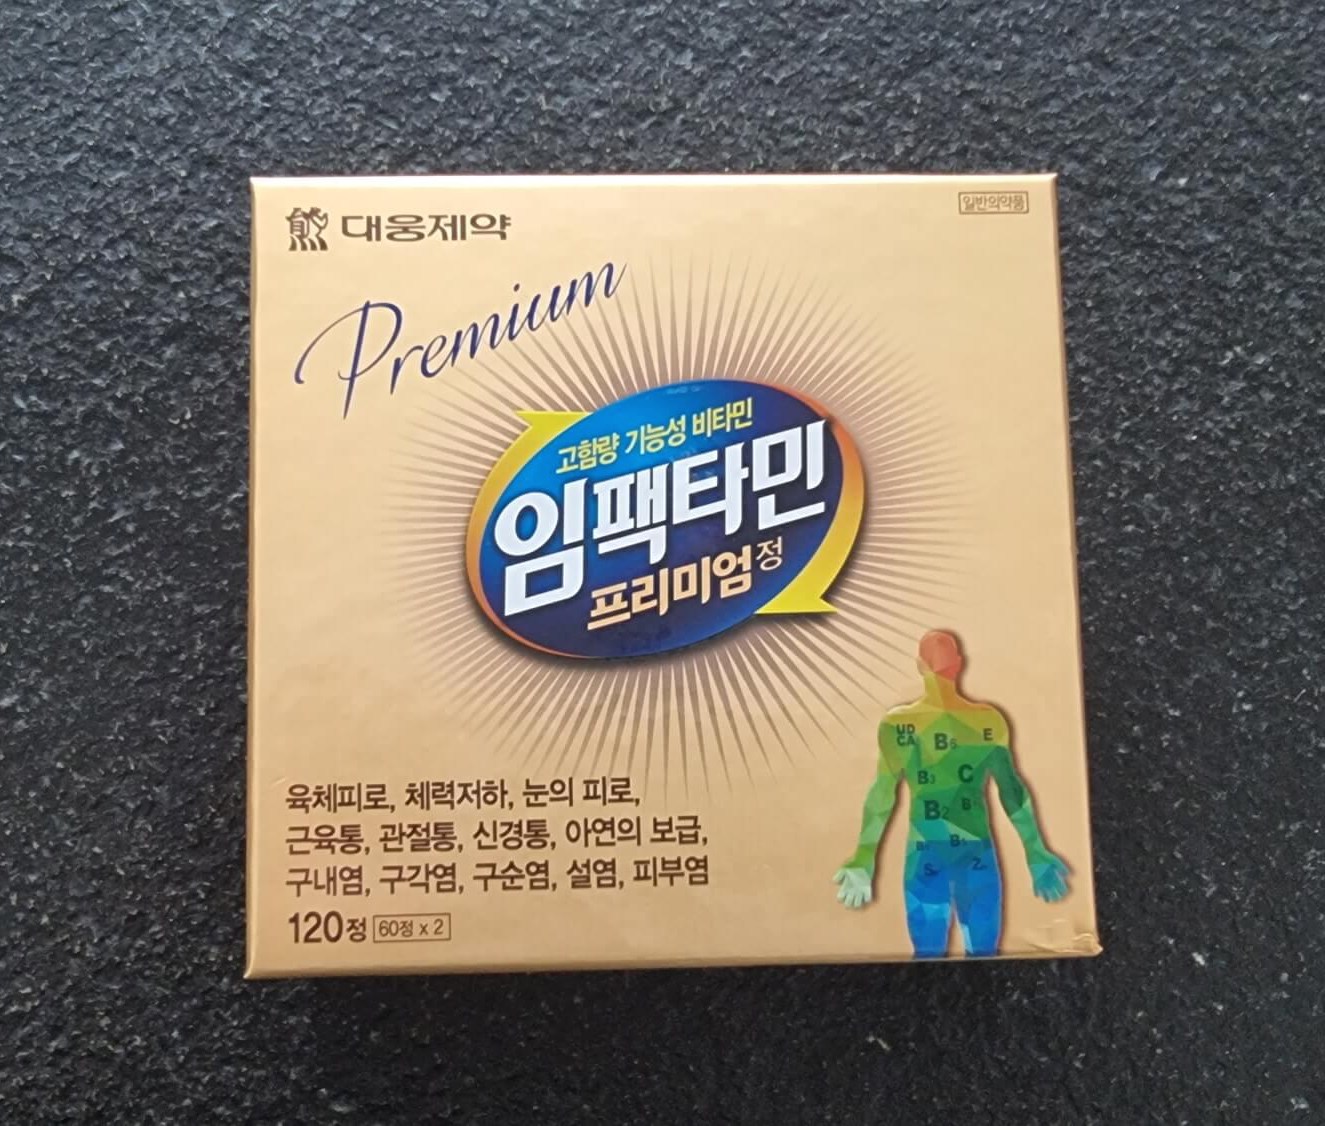 대웅제약
일반의약품
Premium
고함량 기능성 비타민
임팩타민
프리미엄정
UDCA B6 E
B3 C
B2
육체피로, 체력저하, 눈의 피로,
근육통, 관절통, 신경통, 아연의 보급,
구내염, 구각염, 구순염, 설염, 피부염
120정 60정 x 2